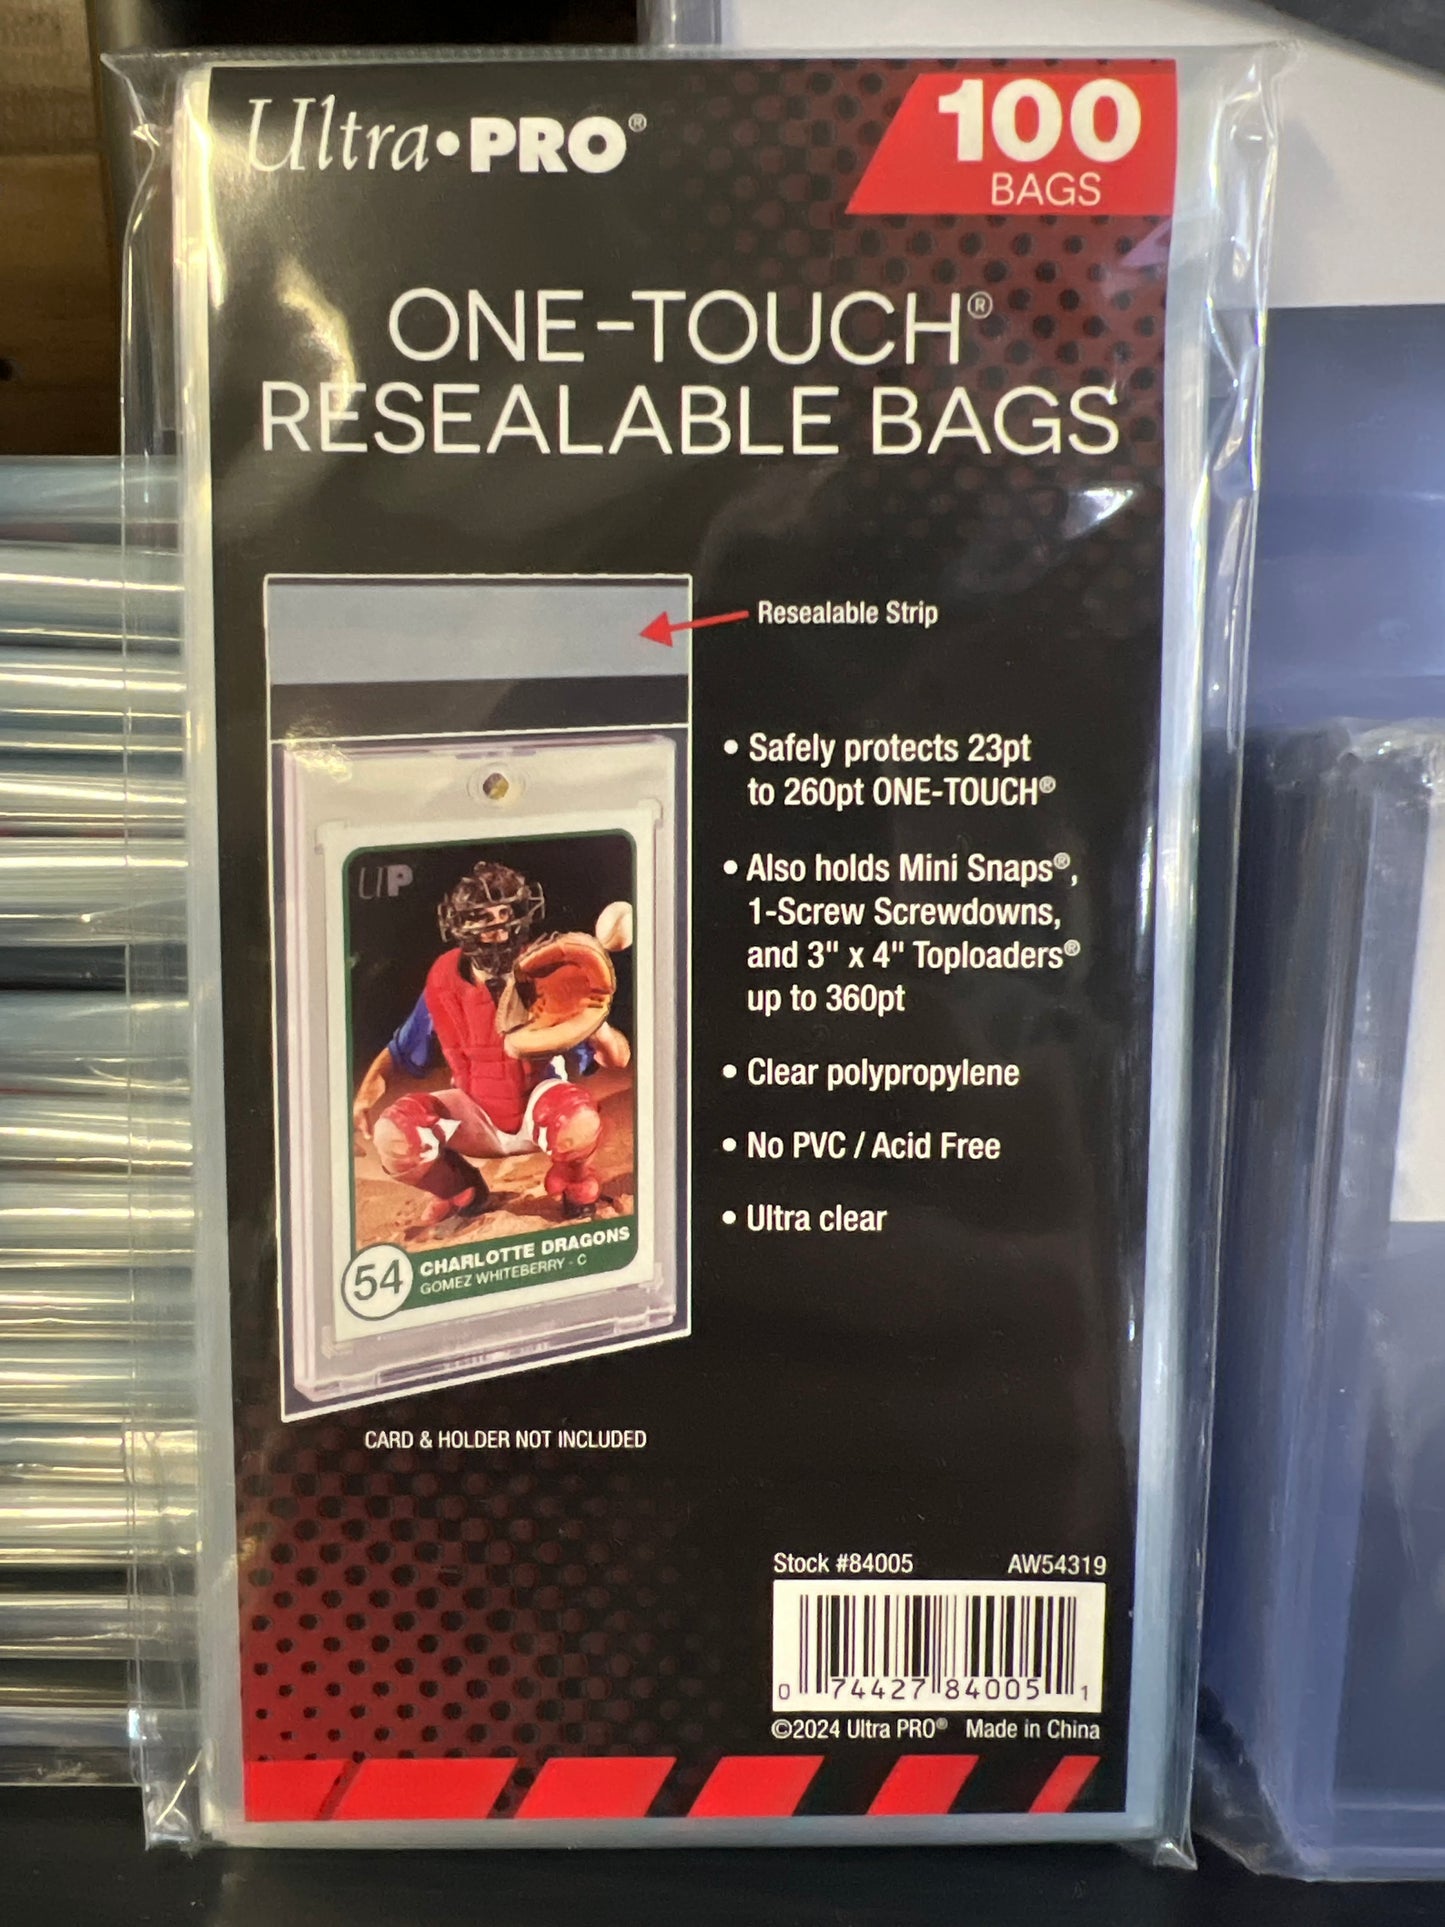 Ultra•PRO®
100
BAGS
ONE-TOUCH®
RESEALABLE BAGS
Resealable Strip
• Safely protects 23pt
to 260pt ONE-TOUCH®
• Also holds Mini Snaps®,
1-Screw Screwdowns,
and 3" x 4" Toploaders®
up to 360pt
• Clear polypropylene
• No PVC / Acid Free
• Ultra clear
UP
54
CHARLOTTE DRAGONS
GOMEZ WHITEBERRY - C
CARD & HOLDER NOT INCLUDED
Stock #84005 AW54319
0 74427 84005 1
©2024 Ultra PRO® Made in China